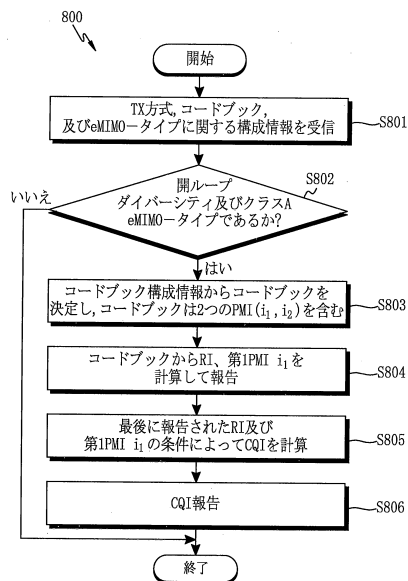 800
開始
TX方式,コードブック,
及びeMIMO-タイプに関する構成情報を受信
S801
開ループ
ダイバーシティ及びクラスA
eMIMO-タイプであるか?
S802
いいえ
はい
コードブック構成情報からコードブックを
決定し,コードブックは2つのPMI(i₁,i₂)を含む
S803
コードブックからRI、第1PMI i₁を
計算して報告
S804
最後に報告されたRI及び
第1PMI i₁の条件によってCQIを計算
S805
CQI報告
S806
終了